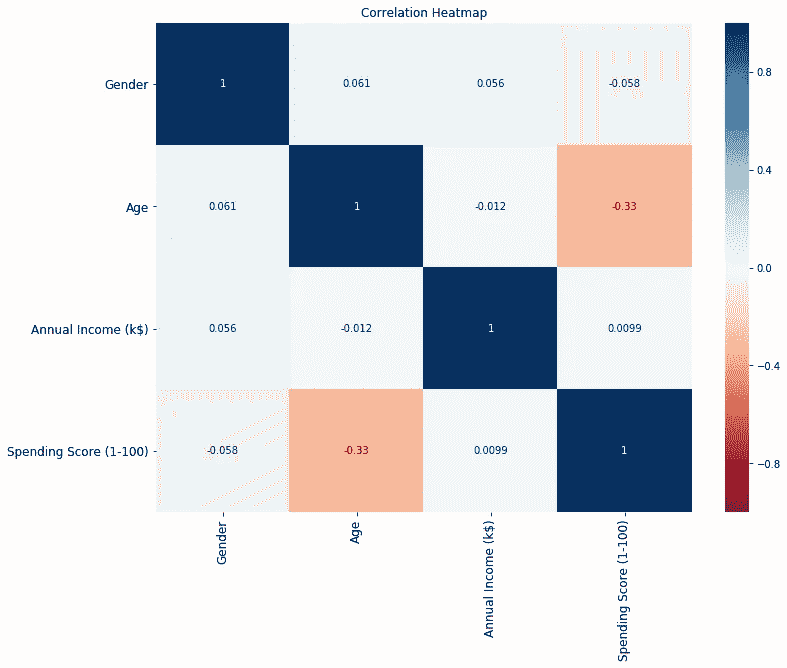 Correlation Heatmap
Gender 1 0.061 0.056 -0.058
Age 0.061 1 -0.012 -0.33
Annual Income (k$) 0.056 -0.012 1 0.0099
Spending Score (1-100) -0.058 -0.33 0.0099 1
Gender
Age
Annual Income (k$)
Spending Score (1-100)
0.8
0.4
0.0
−0.4
−0.8